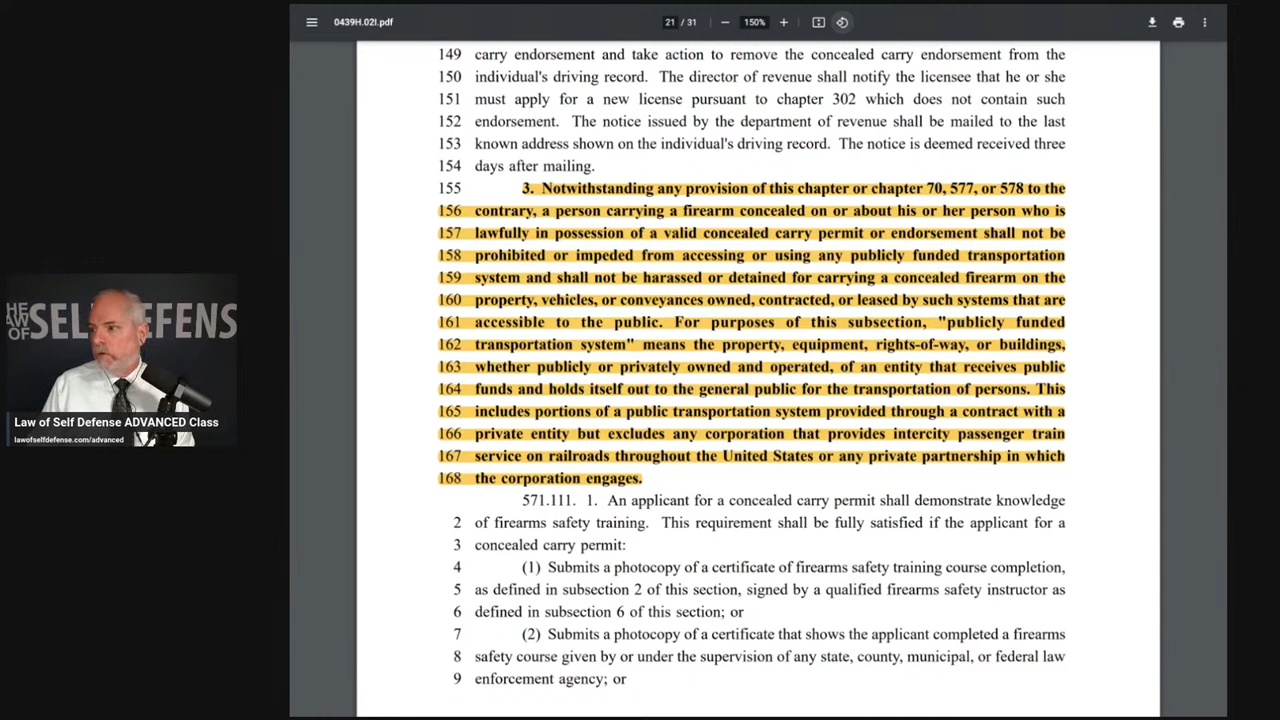 0439H.02I.pdf
21 / 31
150%
149 carry endorsement and take action to remove the concealed carry endorsement from the
150 individual's driving record. The director of revenue shall notify the licensee that he or she
151 must apply for a new license pursuant to chapter 302 which does not contain such
152 endorsement. The notice issued by the department of revenue shall be mailed to the last
153 known address shown on the individual's driving record. The notice is deemed received three
154 days after mailing.
155 3. Notwithstanding any provision of this chapter or chapter 70, 577, or 578 to the
156 contrary, a person carrying a firearm concealed on or about his or her person who is
157 lawfully in possession of a valid concealed carry permit or endorsement shall not be
158 prohibited or impeded from accessing or using any publicly funded transportation
159 system and shall not be harassed or detained for carrying a concealed firearm on the
160 property, vehicles, or conveyances owned, contracted, or leased by such systems that are
161 accessible to the public. For purposes of this subsection, "publicly funded
162 transportation system" means the property, equipment, rights-of-way, or buildings,
163 whether publicly or privately owned and operated, of an entity that receives public
164 funds and holds itself out to the general public for the transportation of persons. This
165 includes portions of a public transportation system provided through a contract with a
166 private entity but excludes any corporation that provides intercity passenger train
167 service on railroads throughout the United States or any private partnership in which
168 the corporation engages.
571.111. 1. An applicant for a concealed carry permit shall demonstrate knowledge
2 of firearms safety training. This requirement shall be fully satisfied if the applicant for a
3 concealed carry permit:
4 (1) Submits a photocopy of a certificate of firearms safety training course completion,
5 as defined in subsection 2 of this section, signed by a qualified firearms safety instructor as
6 defined in subsection 6 of this section; or
7 (2) Submits a photocopy of a certificate that shows the applicant completed a firearms
8 safety course given by or under the supervision of any state, county, municipal, or federal law
9 enforcement agency; or
OF SEL DEFENS
Law of Self Defense ADVANCED Class
lawofselfdefense.com/advanced